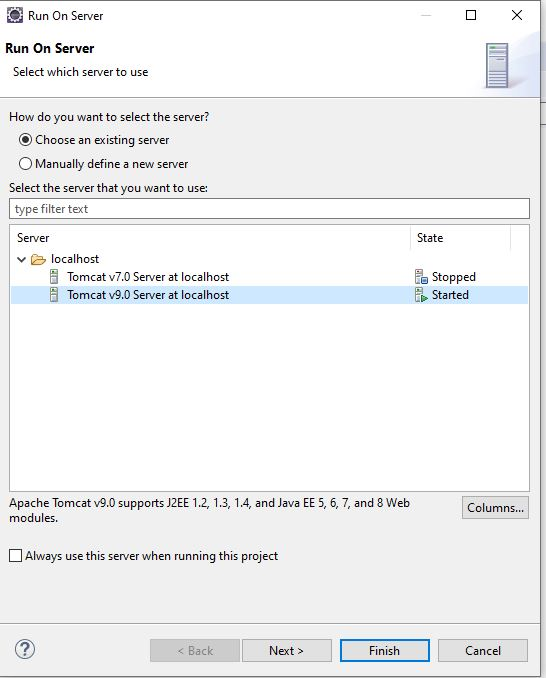 Run On Server
Run On Server
Select which server to use
How do you want to select the server?
Choose an existing server
Manually define a new server
Select the server that you want to use:
type filter text
Server State
localhost
Tomcat v7.0 Server at localhost Stopped
Tomcat v9.0 Server at localhost Started
Apache Tomcat v9.0 supports J2EE 1.2, 1.3, 1.4, and Java EE 5, 6, 7, and 8 Web
modules.
Columns...
Always use this server when running this project
? < Back Next > Finish Cancel